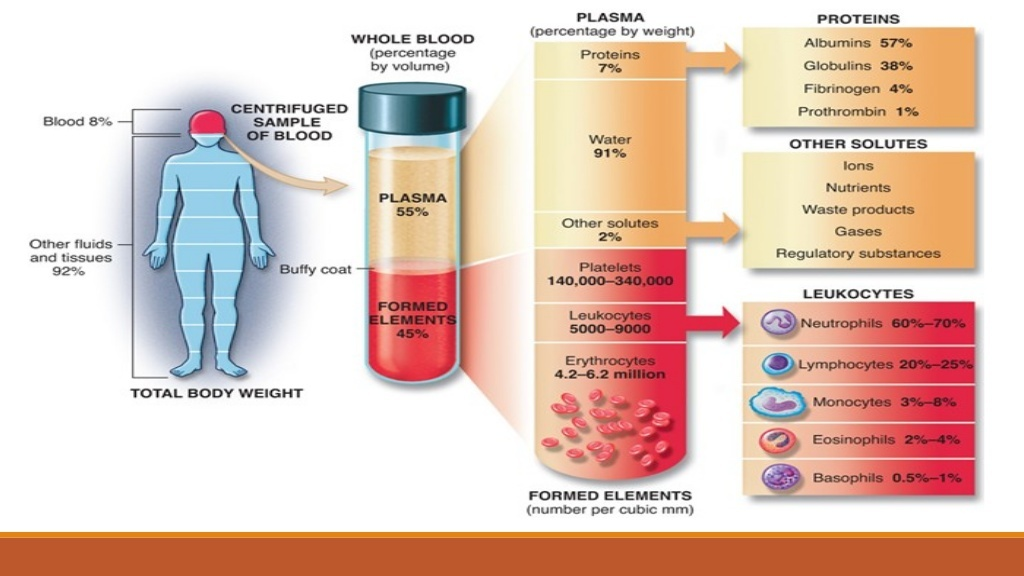 Blood 8%
Other fluids
and tissues
92%
TOTAL BODY WEIGHT
CENTRIFUGED
SAMPLE
OF BLOOD
WHOLE BLOOD
(percentage
by volume)
PLASMA
55%
Buffy coat
FORMED
ELEMENTS
45%
PLASMA
(percentage by weight)
Proteins
7%
Water
91%
Other solutes
2%
Platelets
140,000–340,000
Leukocytes
5000–9000
Erythrocytes
4.2–6.2 million
FORMED ELEMENTS
(number per cubic mm)
PROTEINS
Albumins 57%
Globulins 38%
Fibrinogen 4%
Prothrombin 1%
OTHER SOLUTES
Ions
Nutrients
Waste products
Gases
Regulatory substances
LEUKOCYTES
Neutrophils 60%–70%
Lymphocytes 20%–25%
Monocytes 3%–8%
Eosinophils 2%–4%
Basophils 0.5%–1%